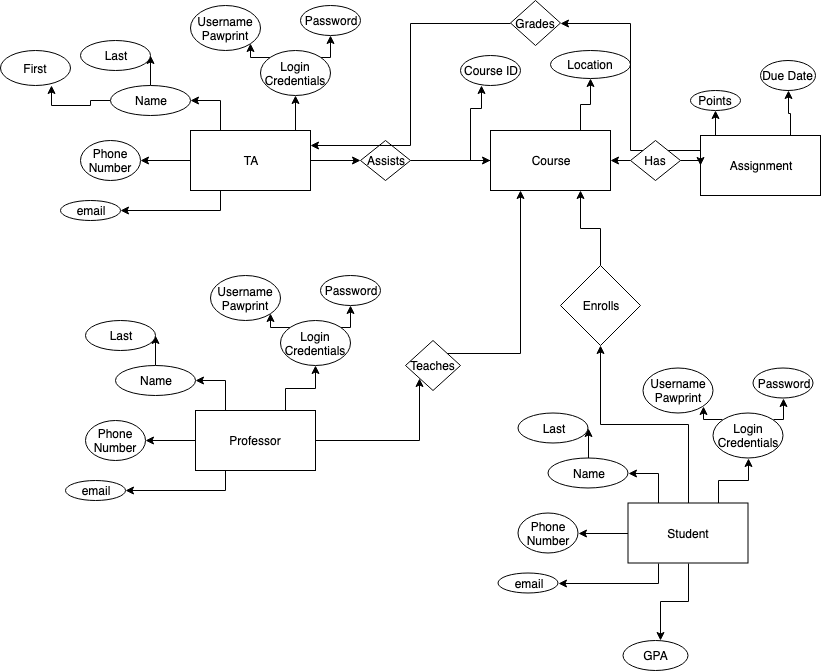 Grades
Username
Pawprint
Password
Last
First
Login
Credentials
Name
Course ID
Location
Due Date
Points
Phone
Number
TA
Assists
Course
Has
Assignment
email
Username
Pawprint
Password
Enrolls
Last
Login
Credentials
Teaches
Name
Username
Pawprint
Password
Phone
Number
Professor
Last
Login
Credentials
email
Name
Phone
Number
Student
email
GPA